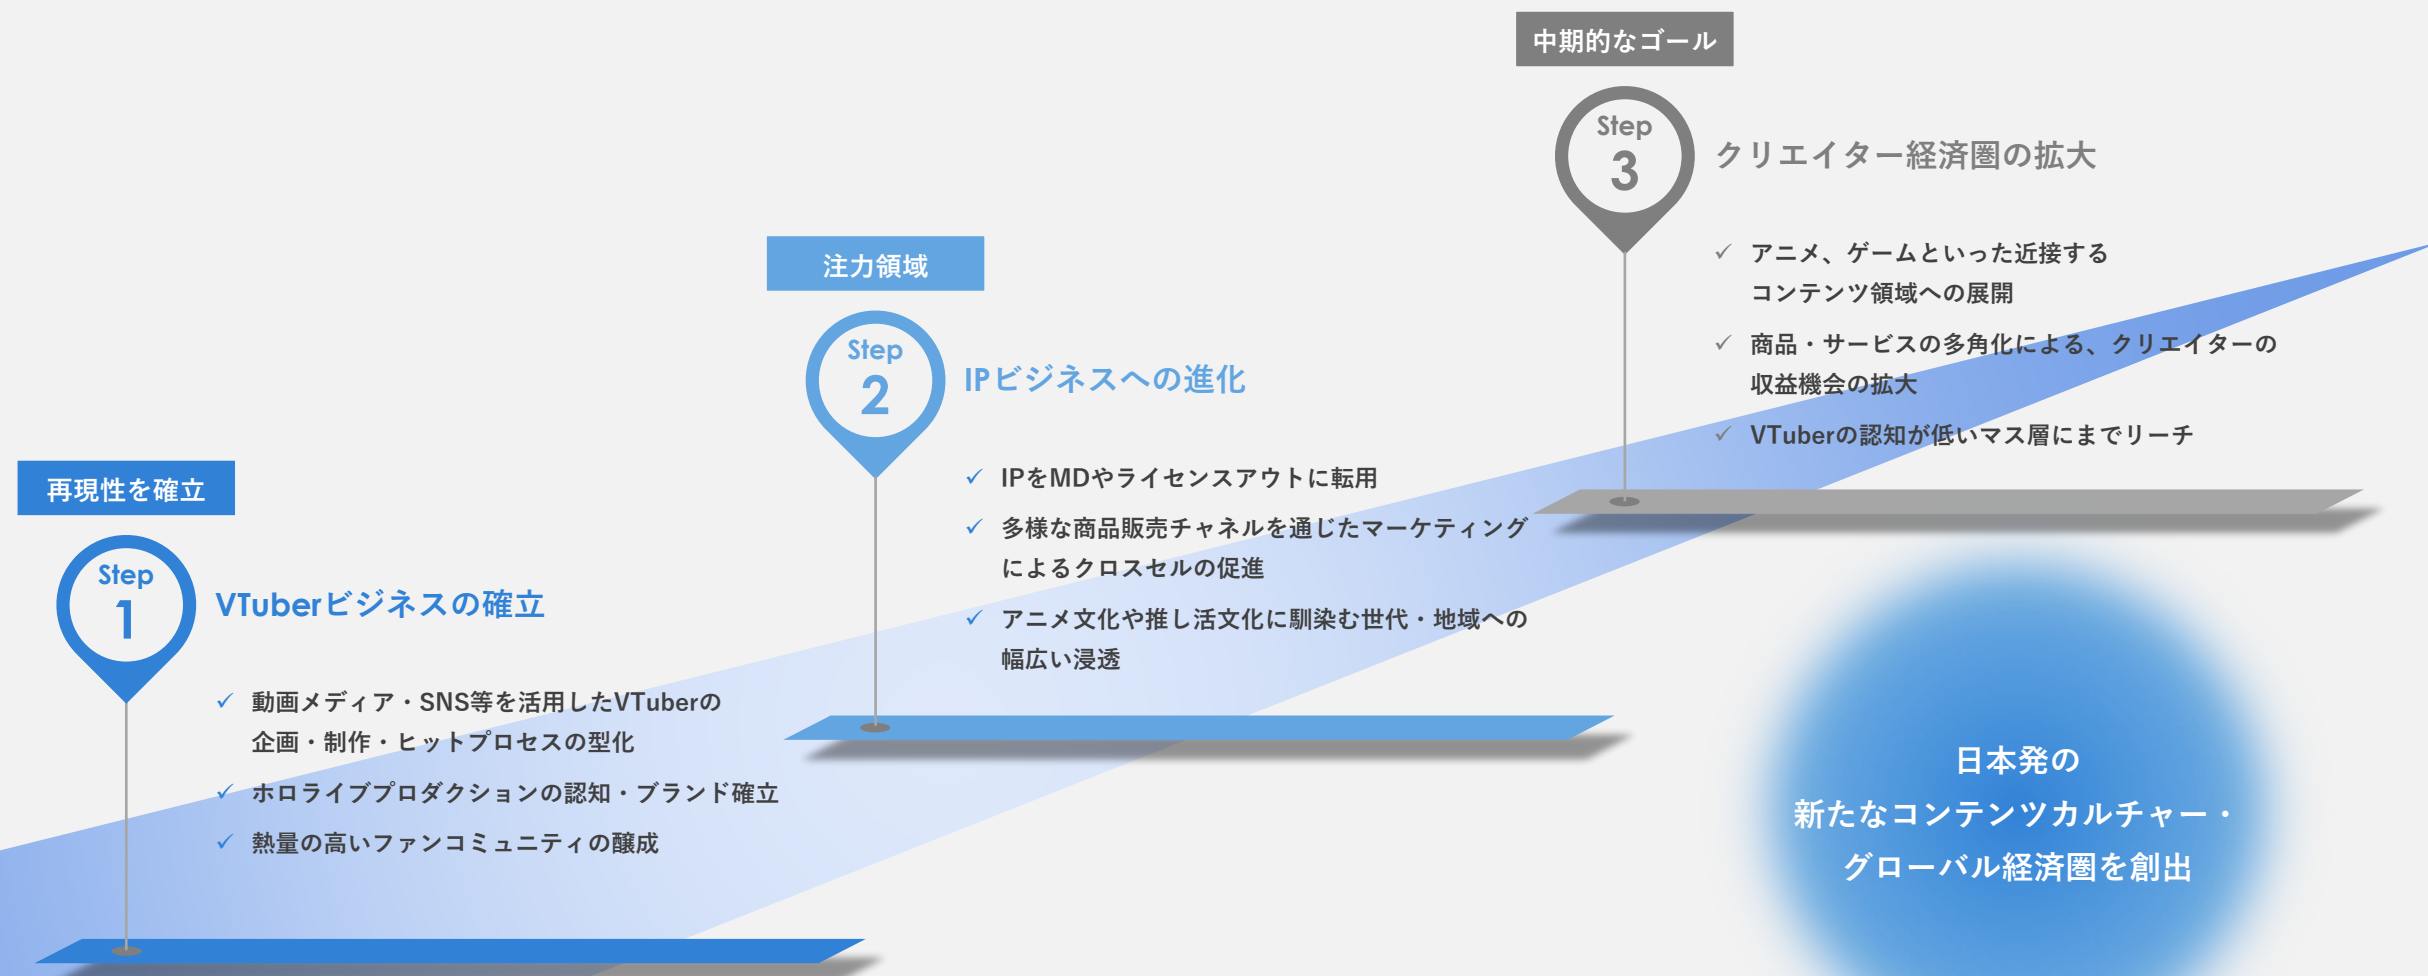 再現性を確立
Step
1
VTuberビジネスの確立
動画メディア・SNS等を活用したVTuberの
企画・制作・ヒットプロセスの型化
ホロライブプロダクションの認知・ブランド確立
熱量の高いファンコミュニティの醸成
注力領域
Step
2
IPビジネスへの進化
IPをMDやライセンスアウトに転用
多様な商品販売チャネルを通じたマーケティング
によるクロスセルの促進
アニメ文化や推し活文化に馴染む世代・地域への
幅広い浸透
中期的なゴール
Step
3
クリエイター経済圏の拡大
アニメ、ゲームといった近接する
コンテンツ領域への展開
商品・サービスの多角化による、クリエイターの
収益機会の拡大
VTuberの認知が低いマス層にまでリーチ
日本発の
新たなコンテンツカルチャー・
グローバル経済圏を創出